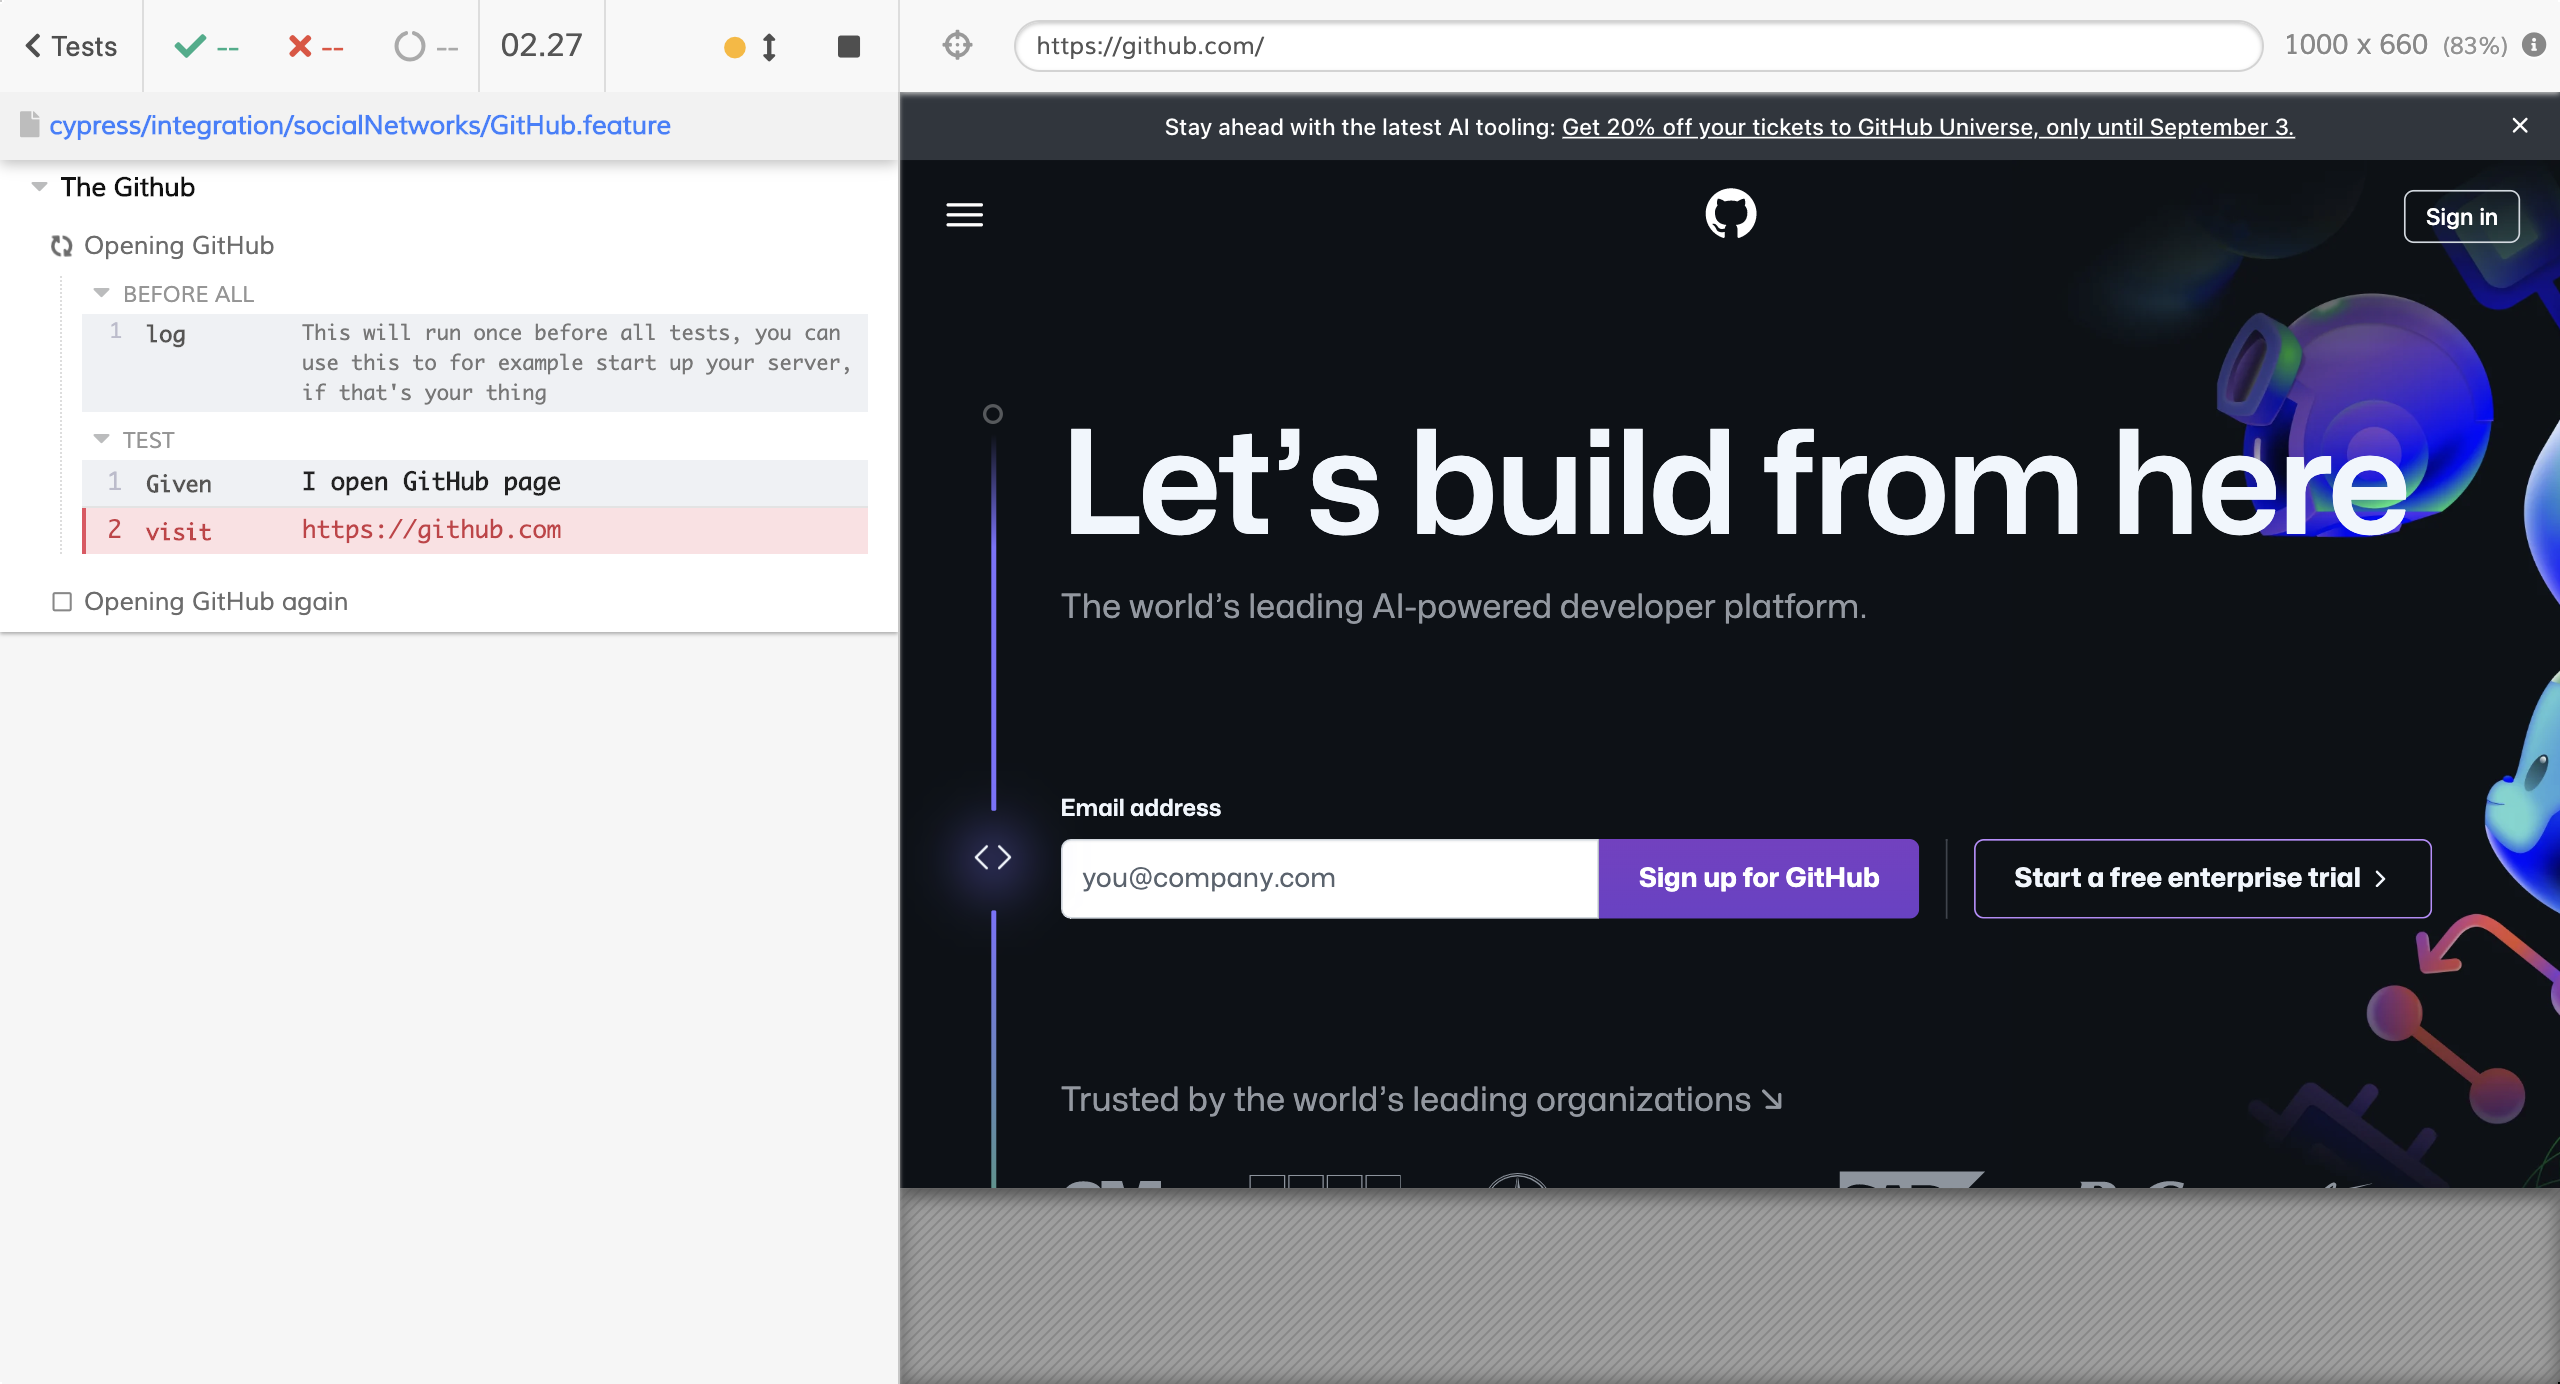 Tests
--
--
--
02.27
https://github.com/
1000 x 660 (83%)
cypress/integration/socialNetworks/GitHub.feature
The Github
Opening GitHub
BEFORE ALL
1 log This will run once before all tests, you can
use this to for example start up your server,
if that's your thing
TEST
1 Given I open GitHub page
2 visit https://github.com
Opening GitHub again
Stay ahead with the latest AI tooling: Get 20% off your tickets to GitHub Universe, only until September 3.
Sign in
Let’s build from here
The world’s leading AI-powered developer platform.
Email address
you@company.com
Sign up for GitHub
Start a free enterprise trial
Trusted by the world’s leading organizations